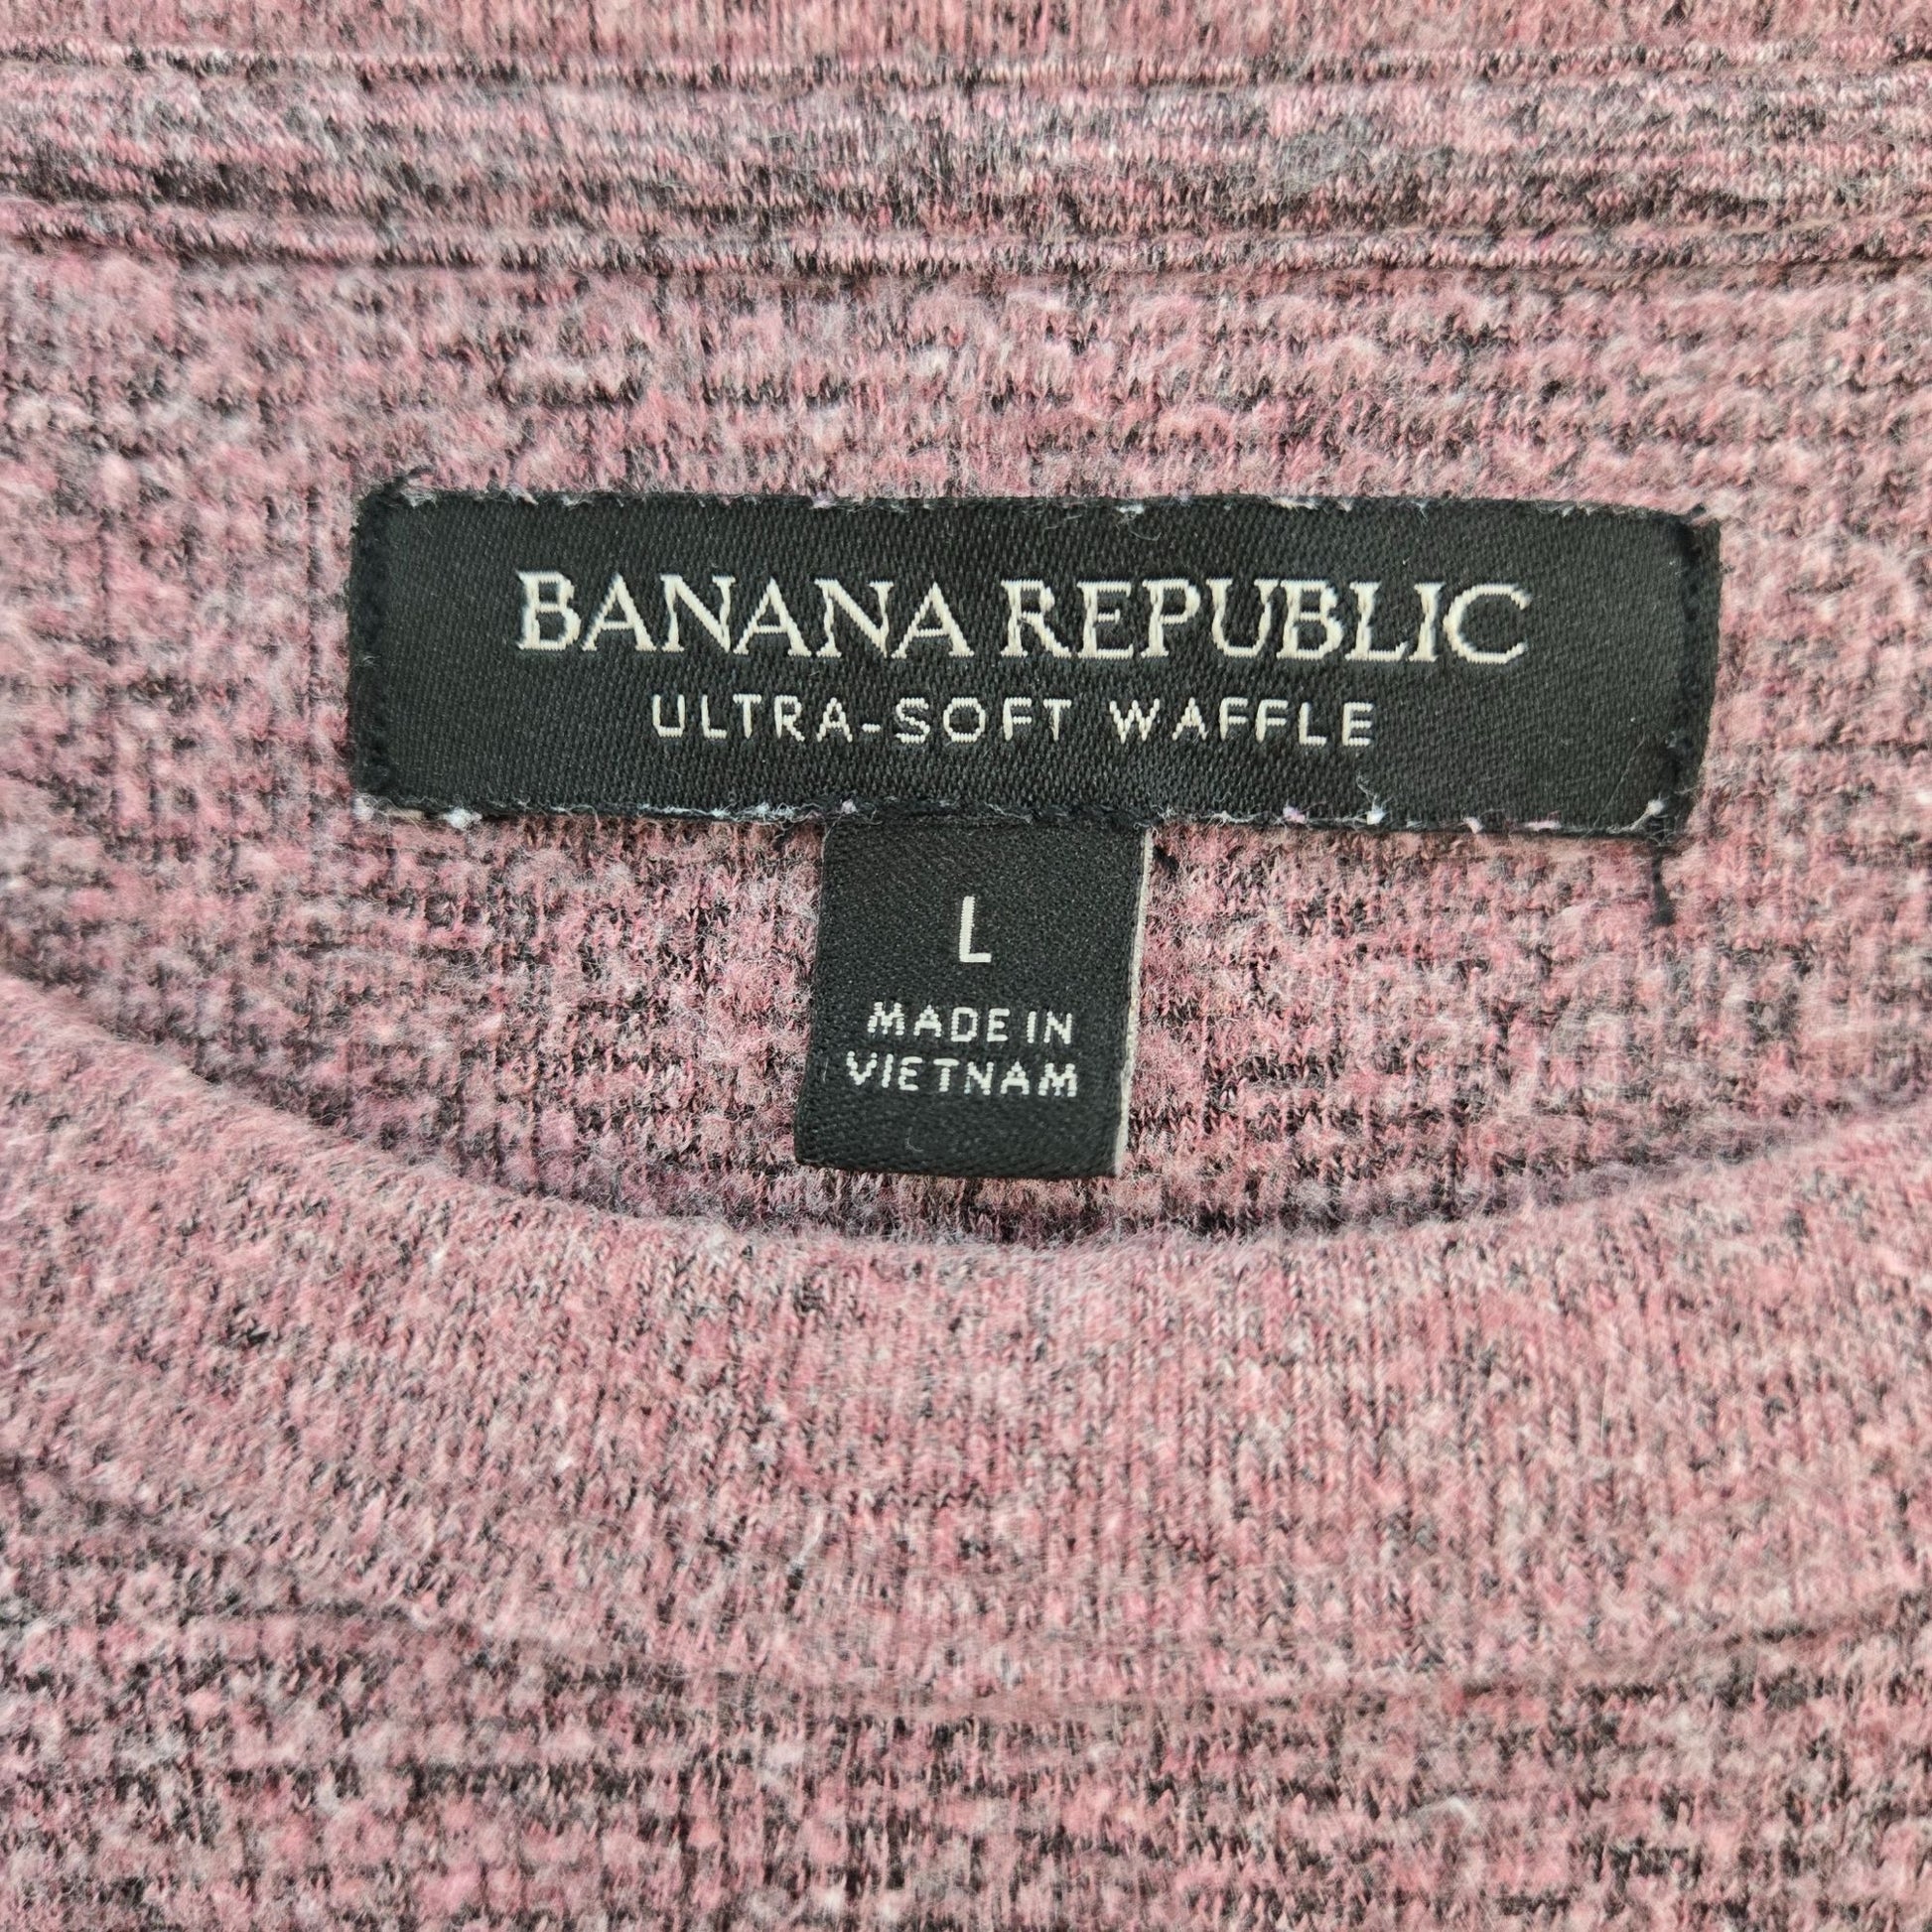 BANANA REPUBLIC
ULTRA-SOFT WAFFLE
L
MADE IN
VIETNAM